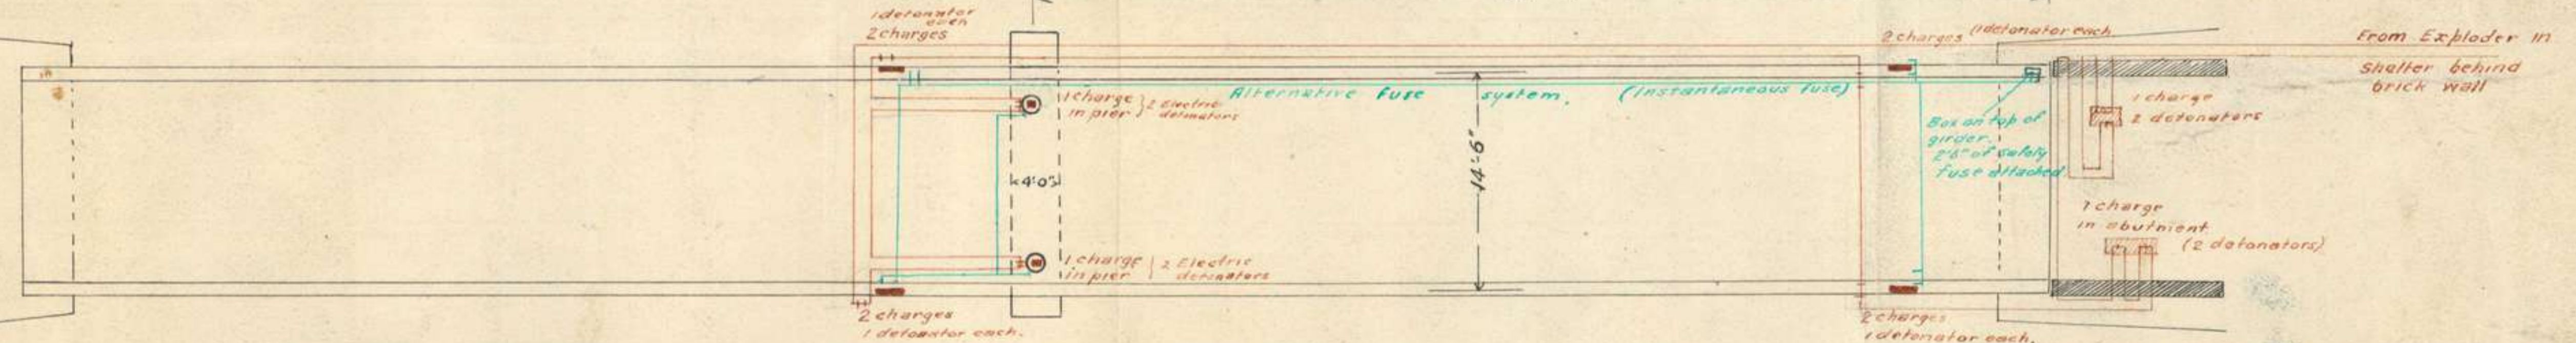 1 detonator
each
2 charges
2 charges (1 detonator each.
From Exploder in
Shelter behind
brick wall
1 charge
in pier } 2 Electric
detonators
Alternative fuse system. (Instantaneous fuse)
1 charge
2 detonators
Box on top of
girder.
2'6" of safety
fuse attached.
4'-0"
14'-6"
1 charge
in abutment
(2 detonators)
1 charge
in pier } 2 Electric
detonators
2 charges
1 detonator each.
2 charges
1 detonator each.